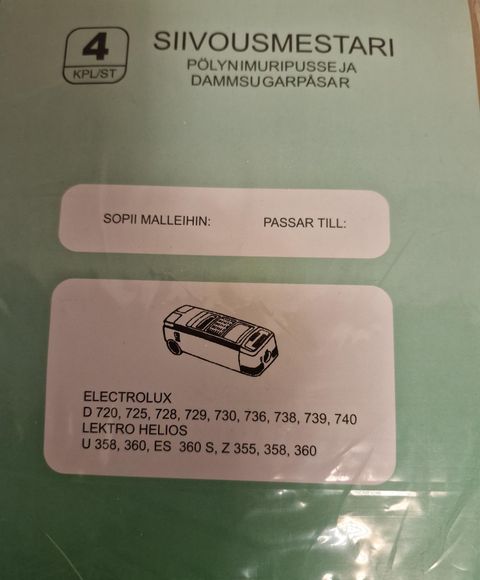 4
KPL/ST
SIIVOUSMESTARI
PÖLYNIMURIPUSSEJA
DAMMSUGARPÅSAR
SOPII MALLEIHIN: PASSAR TILL:
ELECTROLUX
D 720, 725, 728, 729, 730, 736, 738, 739, 740
LEKTRO HELIOS
U 358, 360, ES 360 S, Z 355, 358, 360